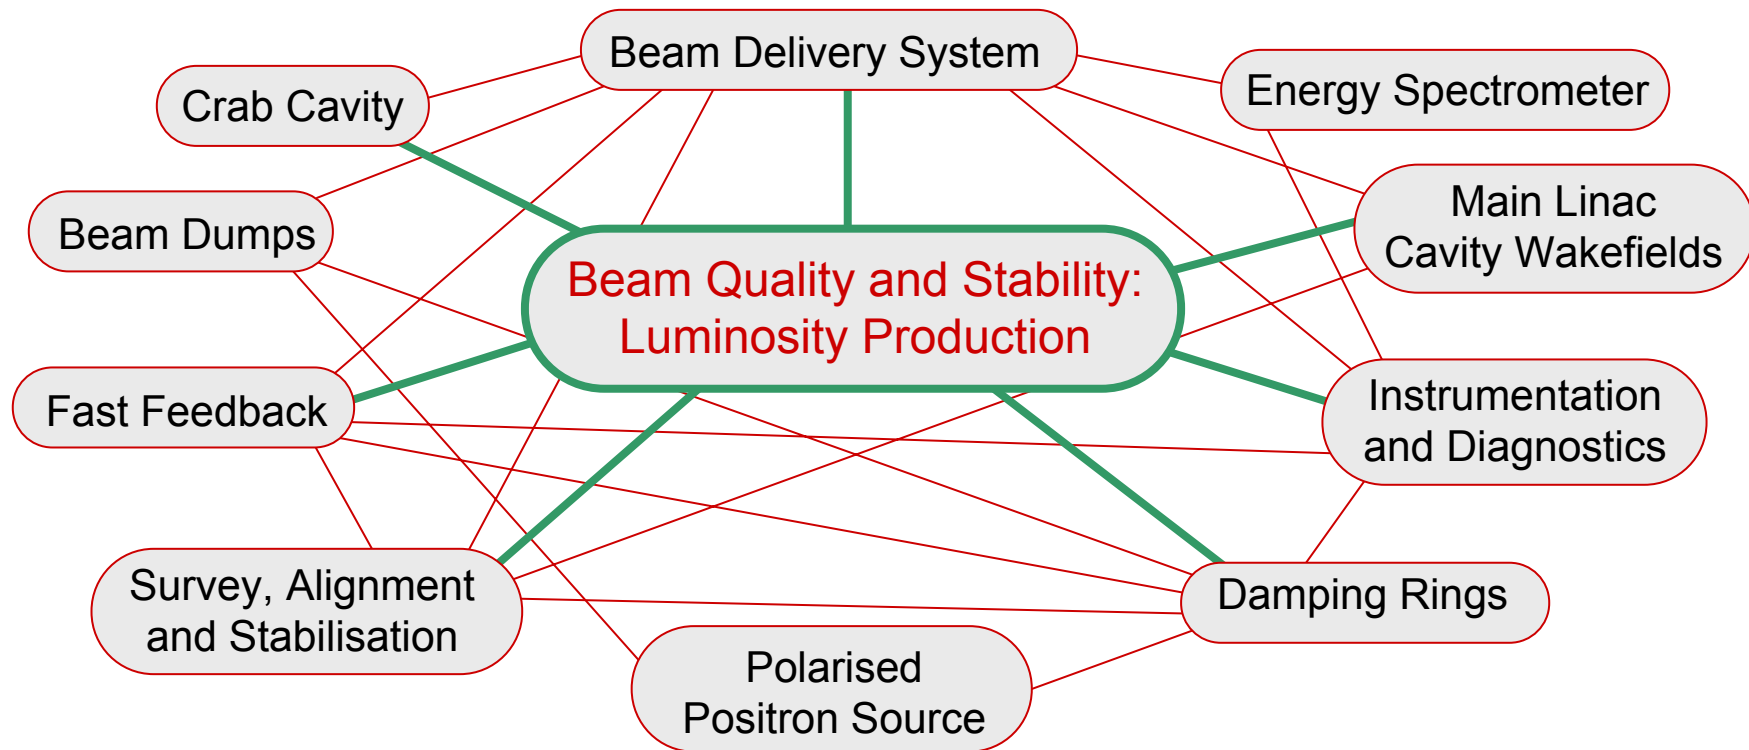 Beam Delivery System
Crab Cavity
Energy Spectrometer
Beam Dumps
Main Linac
Cavity Wakefields
Beam Quality and Stability:
Luminosity Production
Fast Feedback
Instrumentation
and Diagnostics
Survey, Alignment
and Stabilisation
Damping Rings
Polarised
Positron Source